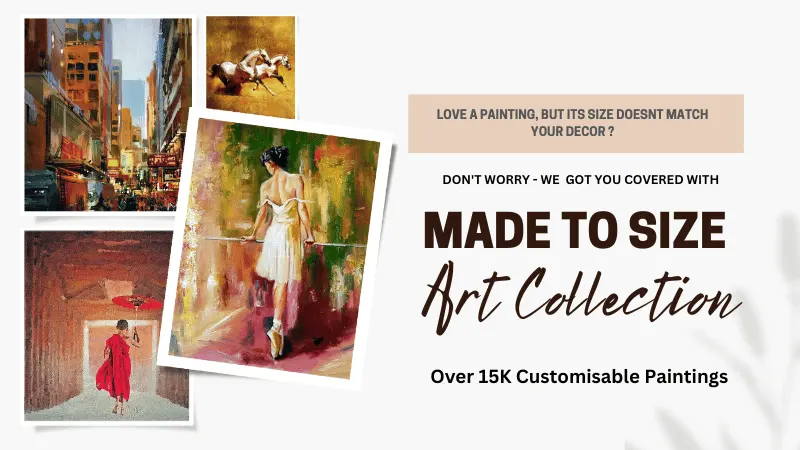 LOVE A PAINTING, BUT ITS SIZE DOESNT MATCH
YOUR DECOR ?
DON'T WORRY - WE GOT YOU COVERED WITH
MADE TO SIZE
Art Collection
Over 15K Customisable Paintings